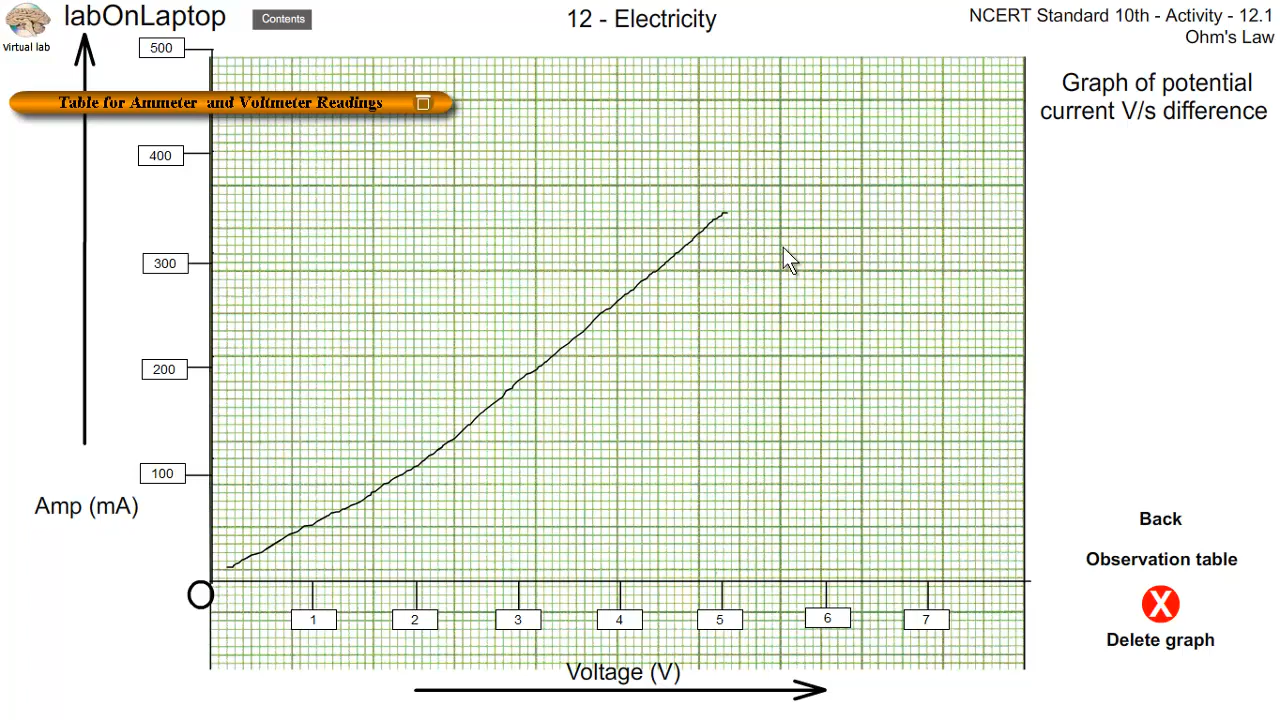 labOnLaptop
Contents
12 - Electricity
NCERT Standard 10th - Activity - 12.1
Ohm's Law
virtual lab
500
Graph of potential
current V/s difference
Table for Ammeter and Voltmeter Readings
400
300
200
100
Amp (mA)
Back
Observation table
X
Delete graph
O
1 2 3 4 5 6 7
Voltage (V)